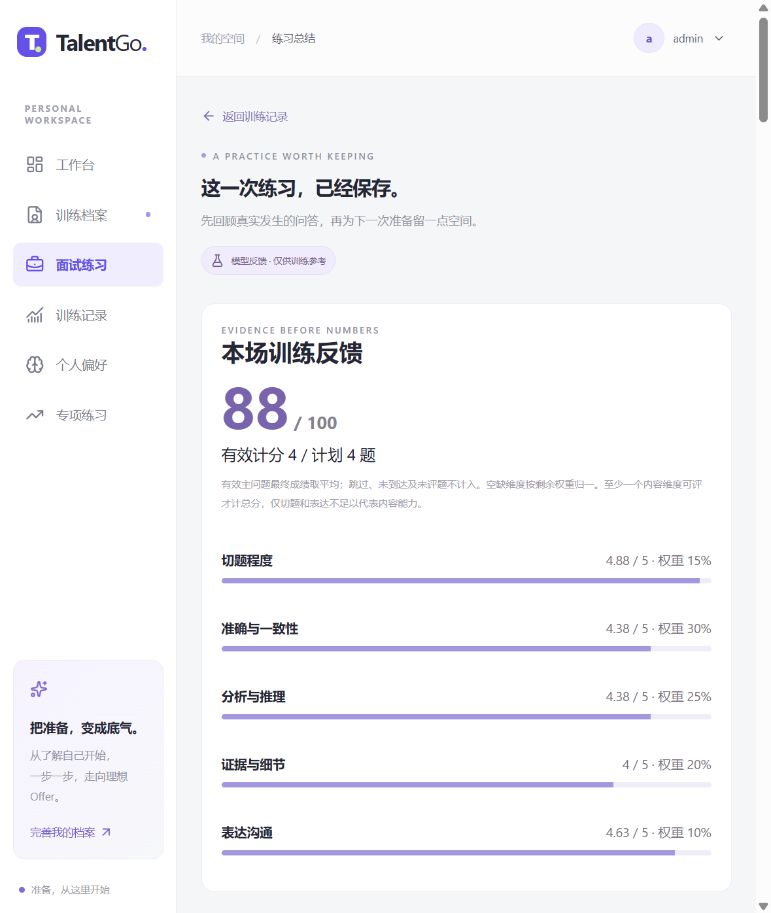 TalentGo.
PERSONAL
WORKSPACE
工作台
训练档案
面试练习
训练记录
个人偏好
专项练习
把准备，变成底气。
从了解自己开始，
一步一步，走向理想
Offer。
完善我的档案
准备，从这里开始
我的空间 / 练习总结
a admin
返回训练记录
A PRACTICE WORTH KEEPING
这一次练习，已经保存。
先回顾真实发生的问答，再为下一次准备留一点空间。
模型反馈 · 仅供训练参考
EVIDENCE BEFORE NUMBERS
本场训练反馈
88 / 100
有效计分 4 / 计划 4 题
有效主问题最终成绩取平均；跳过、未到达及未评题不计入。空缺维度按剩余权重归一。至少一个内容维度可评
才计总分，仅切题和表达不足以代表内容能力。
切题程度 4.88 / 5 · 权重 15%
准确与一致性 4.38 / 5 · 权重 30%
分析与推理 4.38 / 5 · 权重 25%
证据与细节 4 / 5 · 权重 20%
表达沟通 4.63 / 5 · 权重 10%